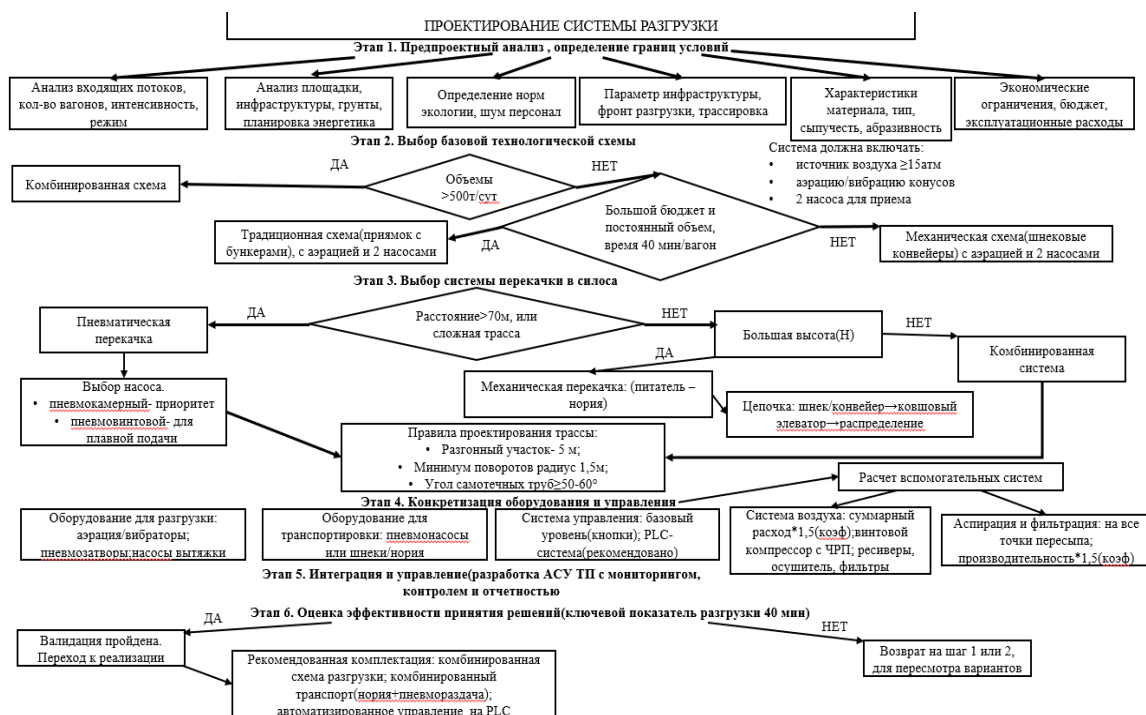 ПРОЕКТИРОВАНИЕ СИСТЕМЫ РАЗГРУЗКИ
Этап 1. Предпроектный анализ , определение границ условий
Анализ входящих потоков,
кол-во вагонов, интенсивность,
режим
Анализ площадки,
инфраструктуры, грунты,
планировка энергетика
Определение норм
экологии, шум персонал
Параметр инфраструктуры,
фронт разгрузки, трассировка
Характеристики
материала, тип,
сыпучесть, абразивность
Экономические
ограничения, бюджет,
эксплуатационные расходы
Этап 2. Выбор базовой технологической схемы
Система должна включать:
• источник воздуха ≥15атм
• аэрацию/вибрацию конусов
• 2 насоса для приема
ДА
НЕТ
Комбинированная схема
Объемы
>500т/сут
Большой бюджет и
постоянный объем,
время 40 мин/вагон
Традиционная схема(приямок с
бункерами), с аэрацией и 2 насосами
ДА
НЕТ
Механическая схема(шнековые
конвейеры) с аэрацией и 2 насосами
Этап 3. Выбор системы перекачки в силоса
ДА
НЕТ
Пневматическая
перекачка
Расстояние>70м, или
сложная трасса
Большая высота(Н)
НЕТ
Комбинированная
система
ДА
Выбор насоса.
• пневмокамерный- приоритет
• пневмовинтовой- для
плавной подачи
Механическая перекачка: (питатель –
нория)
Цепочка: шнек/конвейер→ковшовый
элеватор→распределение
Правила проектирования трассы:
• Разгонный участок- 5 м;
• Минимум поворотов радиус 1,5м;
• Угол самотечных труб≥50-60°
Этап 4. Конкретизация оборудования и управления
Расчет вспомогательных систем
Оборудование для разгрузки:
аэрация/вибраторы;
пневмозатворы;насосы вытяжки
Оборудование для
транспортировки: пневмонасосы
или шнеки/нория
Система управления: базовый
уровень(кнопки); PLC-
система(рекомендовано)
Система воздуха: суммарный
расход*1,5(коэф);винтовой
компрессор с ЧРП; ресиверы,
осушитель, фильтры
Аспирация и фильтрация: на все
точки пересыпа;
производительность*1,5(коэф)
Этап 5. Интеграция и управление(разработка АСУ ТП с мониторингом,
контролем и отчетностью
Этап 6. Оценка эффективности принятия решений(ключевой показатель разгрузки 40 мин)
ДА
НЕТ
Валидация пройдена.
Переход к реализации
Возврат на шаг 1 или 2,
для пересмотра вариантов
Рекомендованная комплектация: комбинированная
схема разгрузки; комбинированный
транспорт(нория+пневмораздача);
автоматизированное управление на PLC